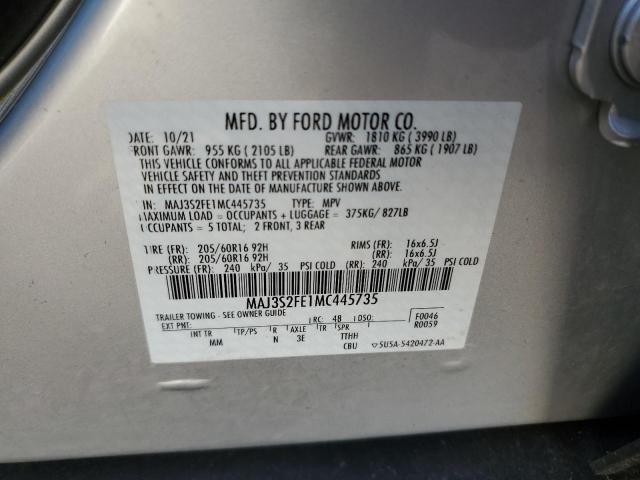 MFD. BY FORD MOTOR CO.
DATE: 10/21 GVWR: 1810 KG ( 3990 LB)
FRONT GAWR: 955 KG ( 2105 LB) REAR GAWR: 865 KG ( 1907 LB)
THIS VEHICLE CONFORMS TO ALL APPLICABLE FEDERAL MOTOR
VEHICLE SAFETY AND THEFT PREVENTION STANDARDS
IN EFFECT ON THE DATE OF MANUFACTURE SHOWN ABOVE.
VIN: MAJ3S2FE1MC445735 TYPE: MPV
MAXIMUM LOAD = OCCUPANTS + LUGGAGE = 375KG/ 827LB
OCCUPANTS = 5 TOTAL; 2 FRONT, 3 REAR
TIRE (FR): 205/60R16 92H RIMS (FR): 16x6.5J
(RR): 205/60R16 92H (RR): 16x6.5J
PRESSURE (FR): 240 kPa/ 35 PSI COLD (RR): 240 kPa/ 35 PSI COLD
MAJ3S2FE1MC445735
TRAILER TOWING - SEE OWNER GUIDE RC: 48 DSO: F0046
EXT PNT: R0059
INT TR TP/PS R AXLE TR SPR
MM N 3E TTHH
CBU 5U5A-5420472-AA